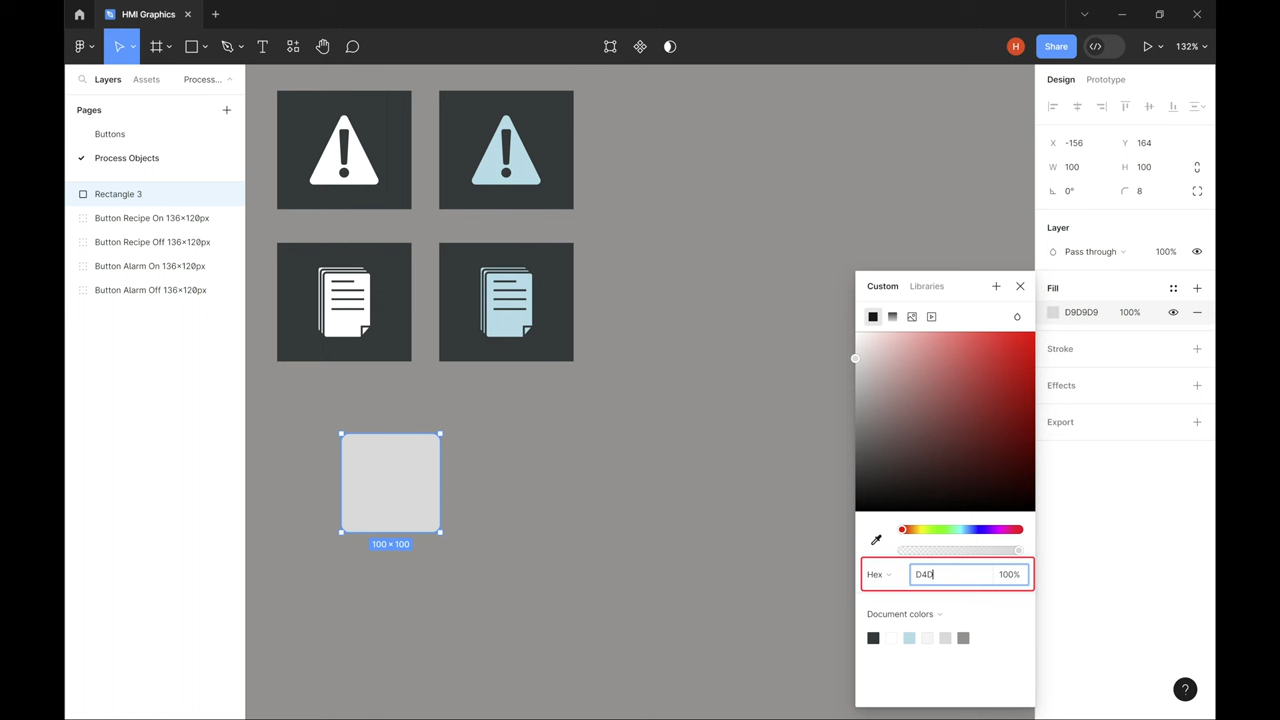 HMI Graphics
H
Share
132%
Layers
Assets
Process...
Pages
Buttons
Process Objects
Rectangle 3
Button Recipe On 136×120px
Button Recipe Off 136×120px
Button Alarm On 136×120px
Button Alarm Off 136×120px
100 × 100
Custom
Libraries
Hex
D4D
100%
Document colors
Design
Prototype
X -156
Y 164
W 100
H 100
0°
8
Layer
Pass through
100%
Fill
D9D9D9
100%
Stroke
Effects
Export
?